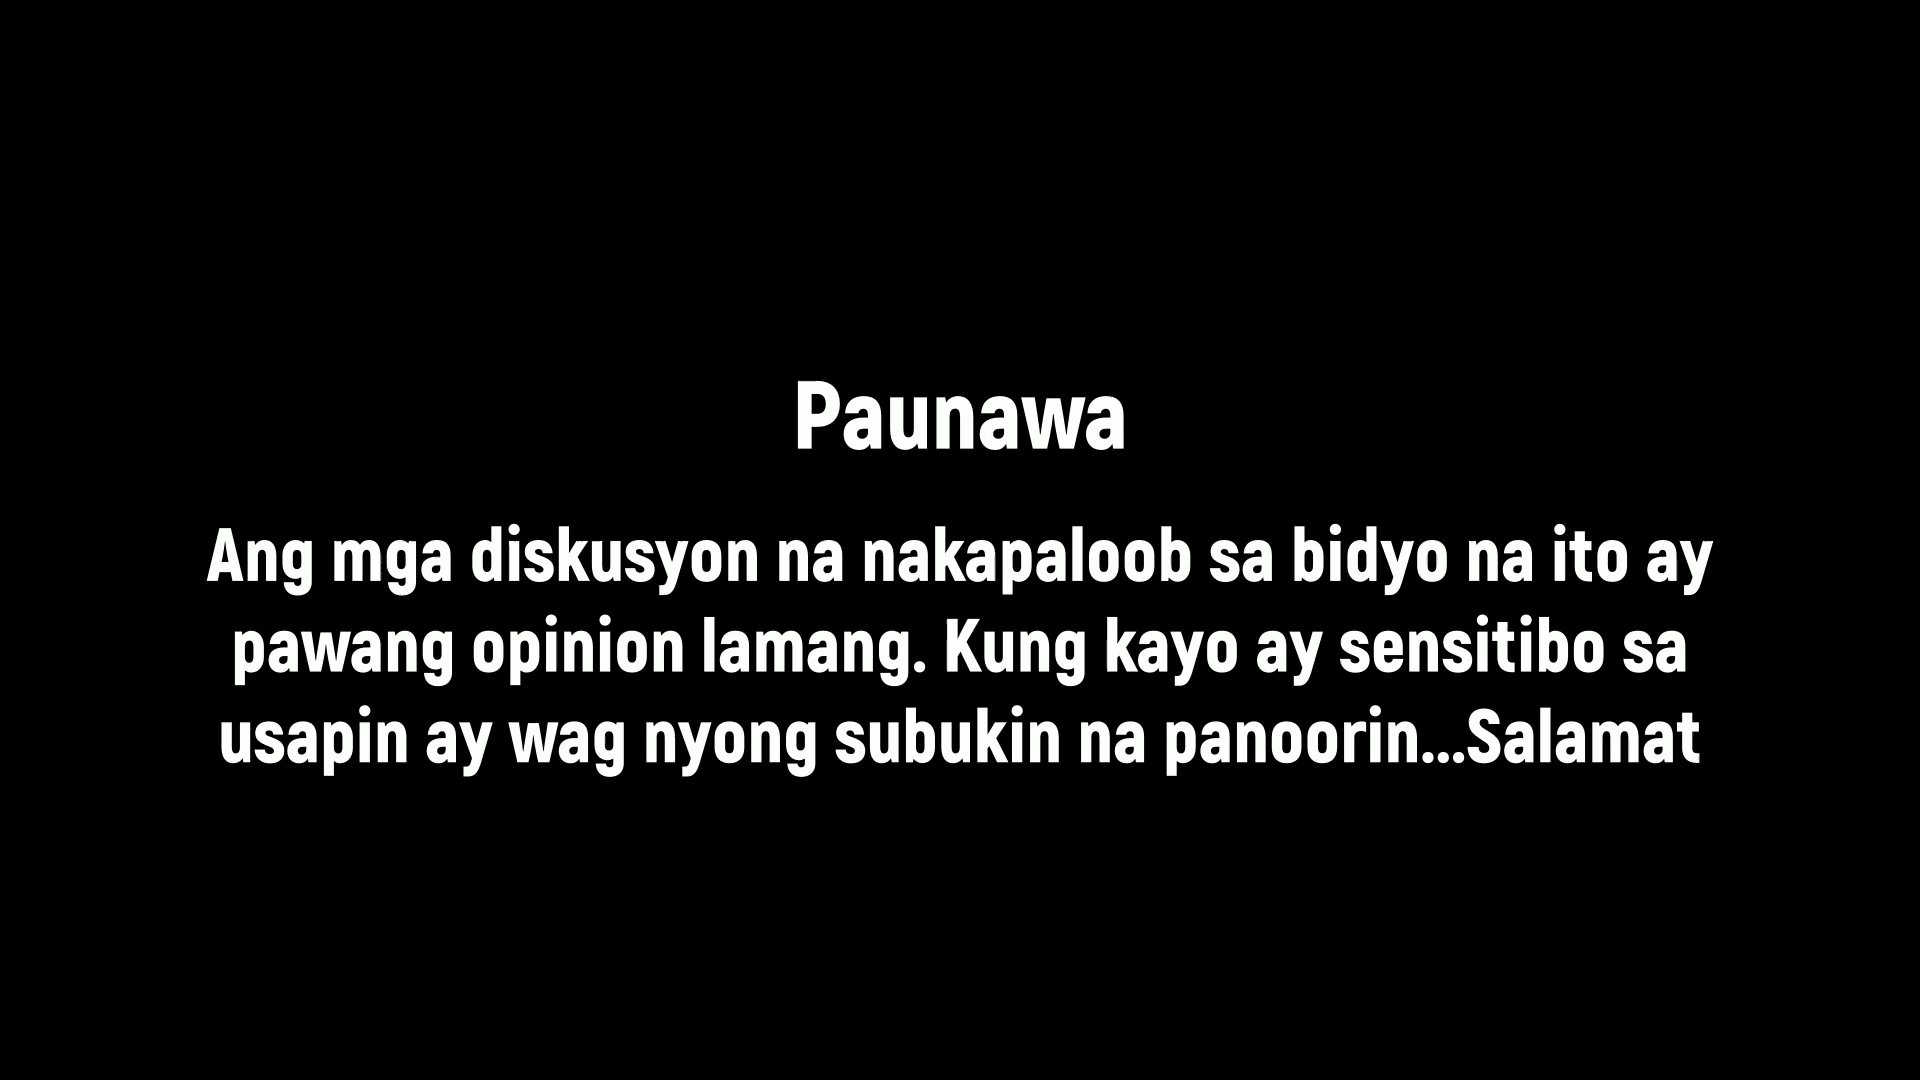 Paunawa
Ang mga diskusyon na nakapaloob sa bidyo na ito ay
pawang opinion lamang. Kung kayo ay sensitibo sa
usapin ay wag nyong subukin na panoorin...Salamat